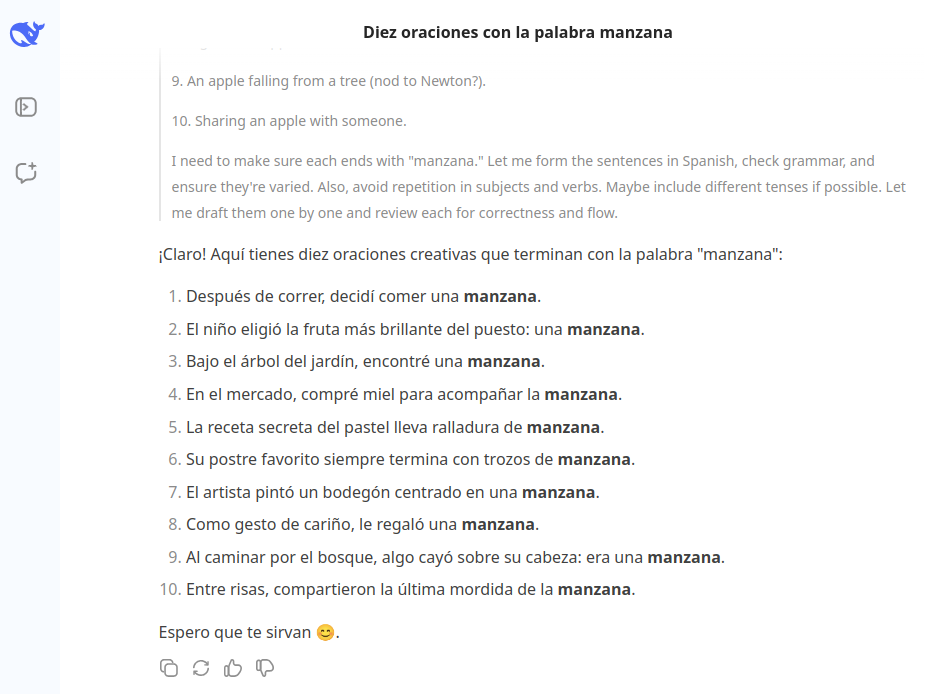 Diez oraciones con la palabra manzana
9. An apple falling from a tree (nod to Newton?).
10. Sharing an apple with someone.
I need to make sure each ends with "manzana." Let me form the sentences in Spanish, check grammar, and
ensure they're varied. Also, avoid repetition in subjects and verbs. Maybe include different tenses if possible. Let
me draft them one by one and review each for correctness and flow.
¡Claro! Aquí tienes diez oraciones creativas que terminan con la palabra "manzana":
1. Después de correr, decidí comer una manzana.
2. El niño eligió la fruta más brillante del puesto: una manzana.
3. Bajo el árbol del jardín, encontré una manzana.
4. En el mercado, compré miel para acompañar la manzana.
5. La receta secreta del pastel lleva ralladura de manzana.
6. Su postre favorito siempre termina con trozos de manzana.
7. El artista pintó un bodegón centrado en una manzana.
8. Como gesto de cariño, le regaló una manzana.
9. Al caminar por el bosque, algo cayó sobre su cabeza: era una manzana.
10. Entre risas, compartieron la última mordida de la manzana.
Espero que te sirvan 😊.